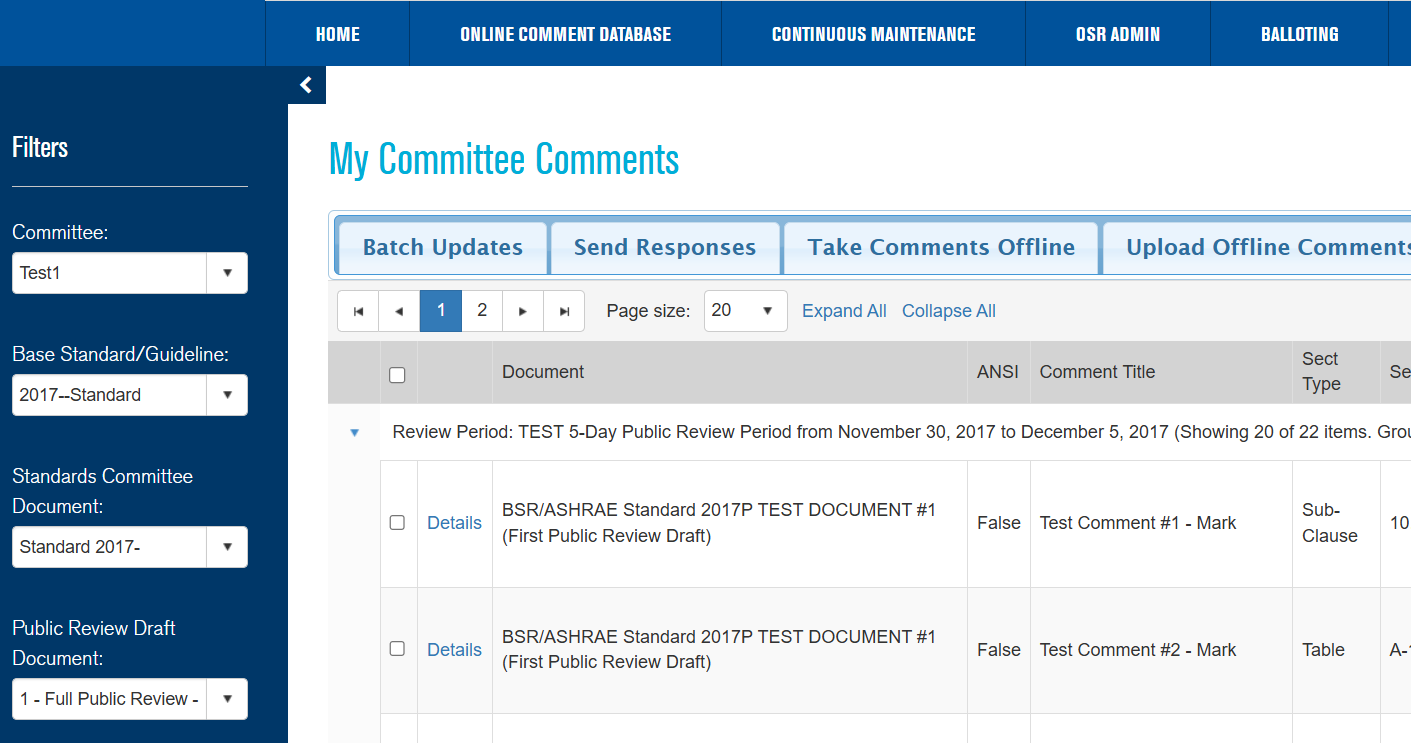 HOME ONLINE COMMENT DATABASE CONTINUOUS MAINTENANCE OSR ADMIN BALLOTING
Filters
Committee:
Test1
Base Standard/Guideline:
2017--Standard
Standards Committee
Document:
Standard 2017-
Public Review Draft
Document:
1 - Full Public Review -
My Committee Comments
Batch Updates Send Responses Take Comments Offline Upload Offline Comments
1 2 Page size: 20 Expand All Collapse All
Document ANSI Comment Title Sect Type Se
Review Period: TEST 5-Day Public Review Period from November 30, 2017 to December 5, 2017 (Showing 20 of 22 items. Grou
Details BSR/ASHRAE Standard 2017P TEST DOCUMENT #1 (First Public Review Draft) False Test Comment #1 - Mark Sub-Clause 10
Details BSR/ASHRAE Standard 2017P TEST DOCUMENT #1 (First Public Review Draft) False Test Comment #2 - Mark Table A-